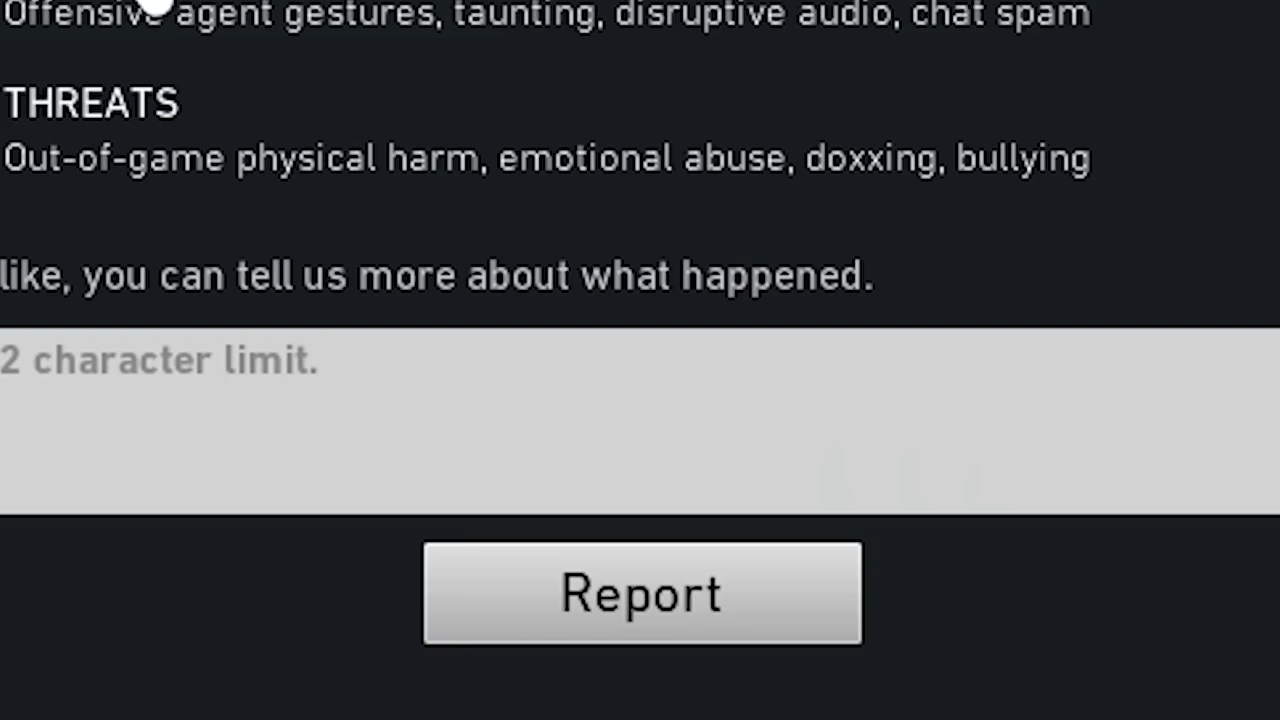 Offensive agent gestures, taunting, disruptive audio, chat spam
THREATS
Out-of-game physical harm, emotional abuse, doxxing, bullying
like, you can tell us more about what happened.
2 character limit.
Report